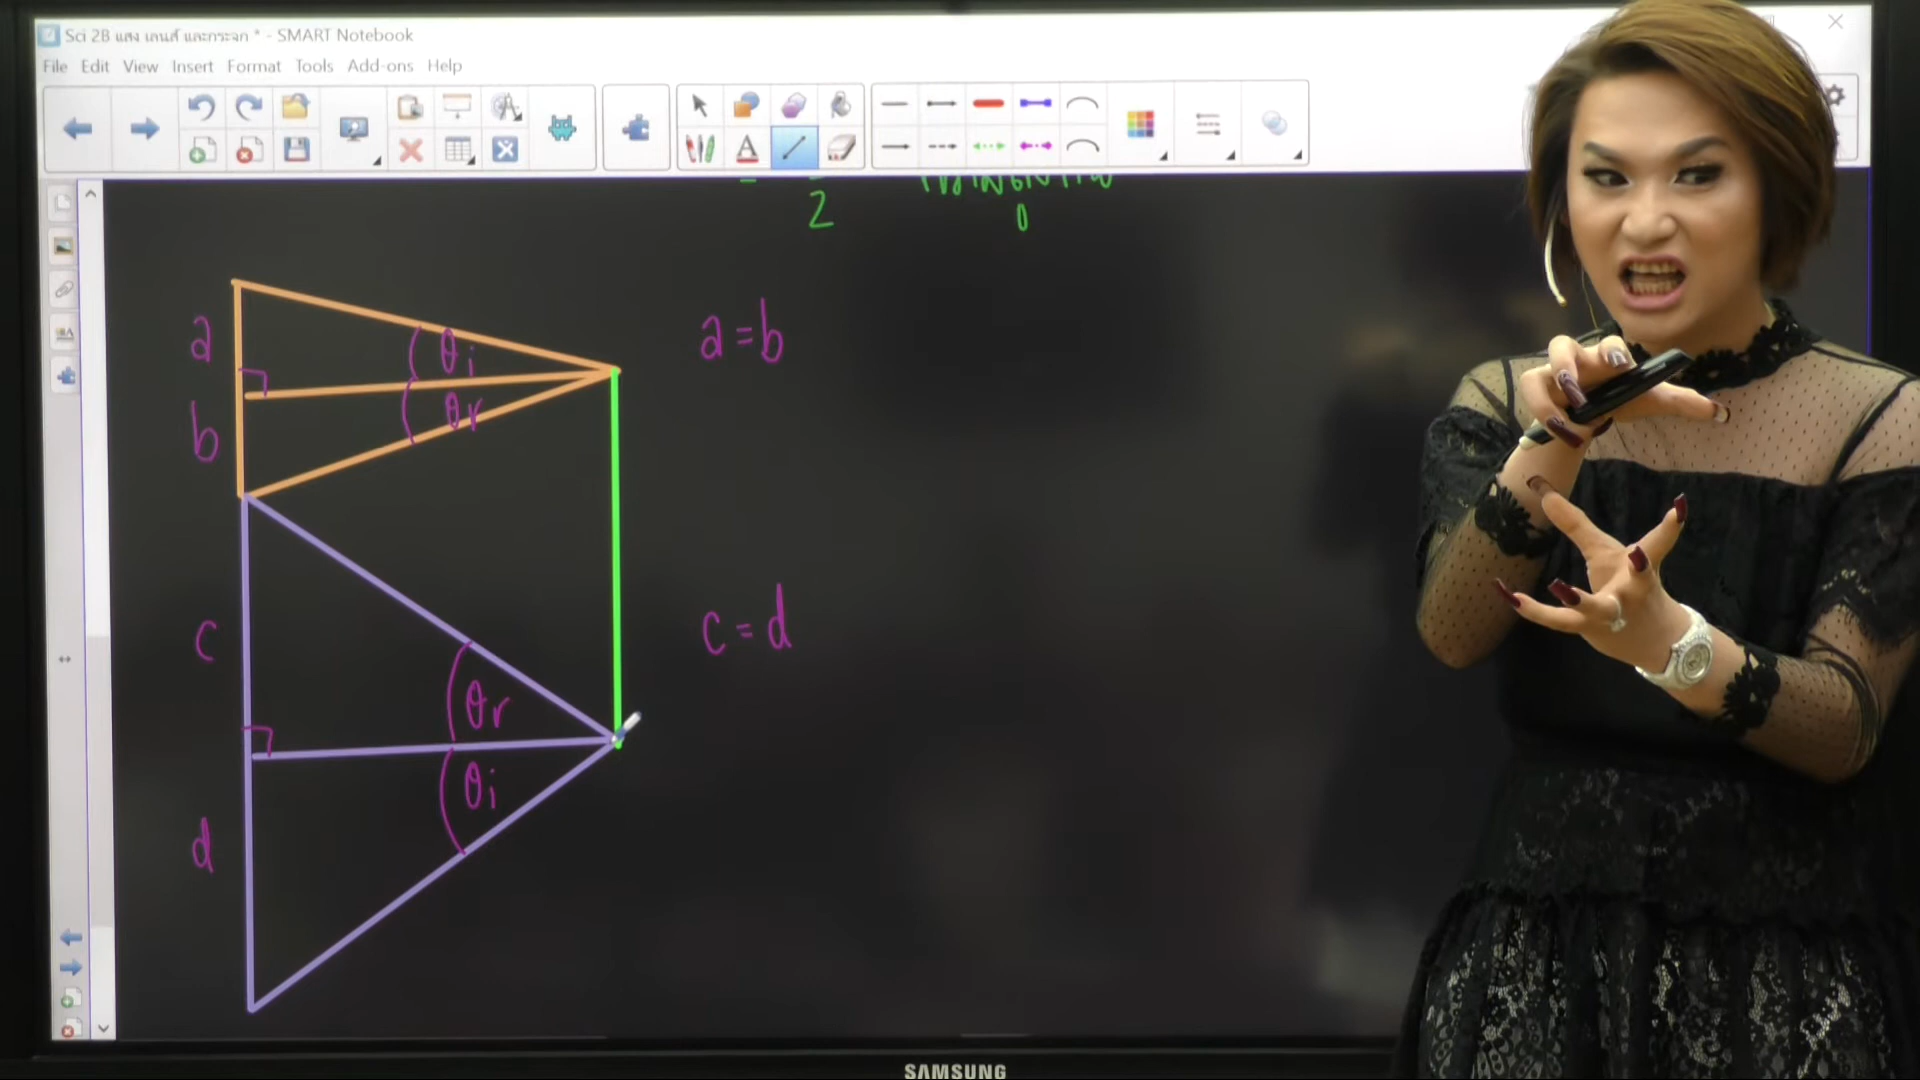 Sci 2B แสง เลนส์ และกระจก * - SMART Notebook
File Edit View Insert Format Tools Add-ons Help
2
a
θi
a = b
θr
b
c
c = d
θr
θi
d
SAMSUNG